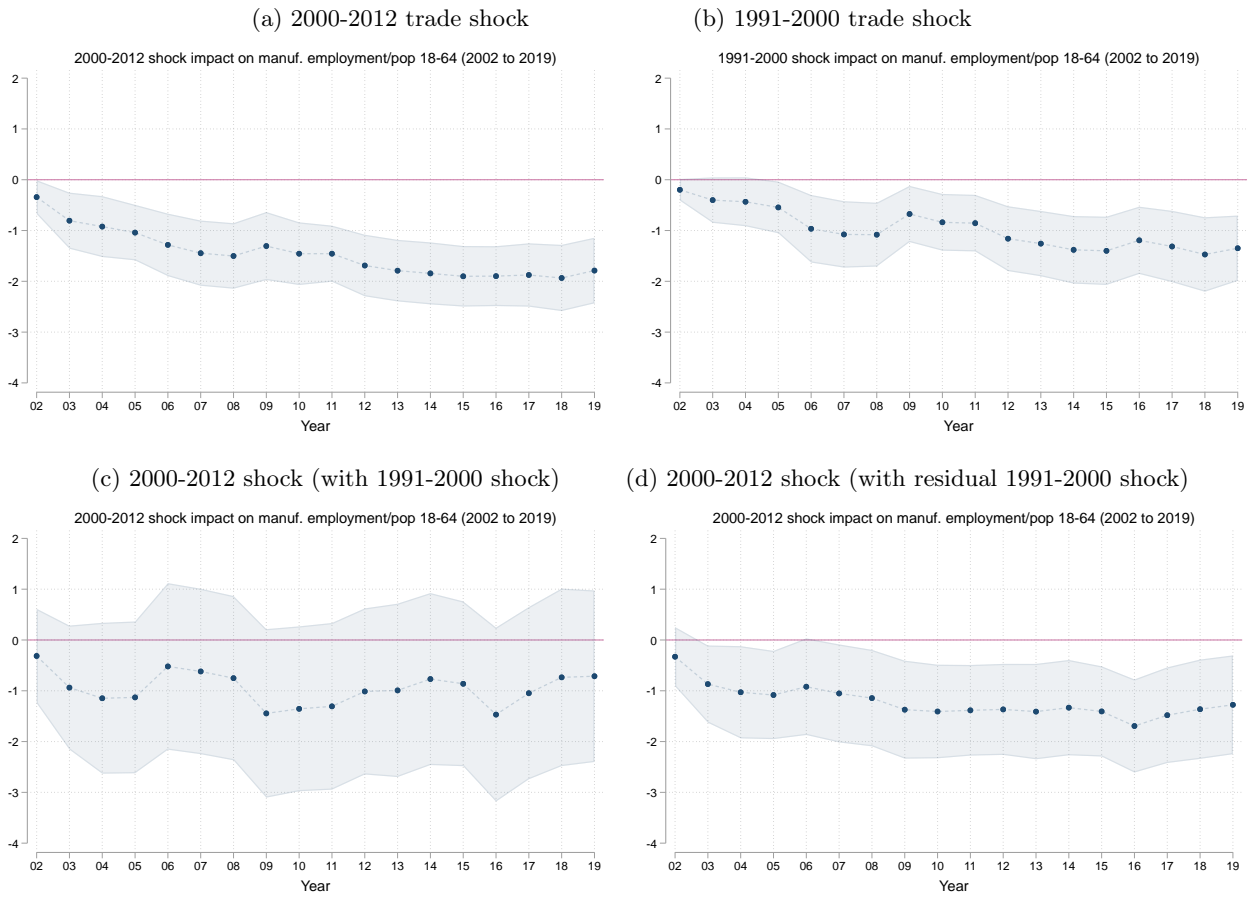 (a) 2000-2012 trade shock
2000-2012 shock impact on manuf. employment/pop 18-64 (2002 to 2019)
2
1
0
-1
-2
-3
-4
02 03 04 05 06 07 08 09 10 11 12 13 14 15 16 17 18 19
Year
(b) 1991-2000 trade shock
1991-2000 shock impact on manuf. employment/pop 18-64 (2002 to 2019)
2
1
0
-1
-2
-3
-4
02 03 04 05 06 07 08 09 10 11 12 13 14 15 16 17 18 19
Year
(c) 2000-2012 shock (with 1991-2000 shock)
2000-2012 shock impact on manuf. employment/pop 18-64 (2002 to 2019)
2
1
0
-1
-2
-3
-4
02 03 04 05 06 07 08 09 10 11 12 13 14 15 16 17 18 19
Year
(d) 2000-2012 shock (with residual 1991-2000 shock)
2000-2012 shock impact on manuf. employment/pop 18-64 (2002 to 2019)
2
1
0
-1
-2
-3
-4
02 03 04 05 06 07 08 09 10 11 12 13 14 15 16 17 18 19
Year